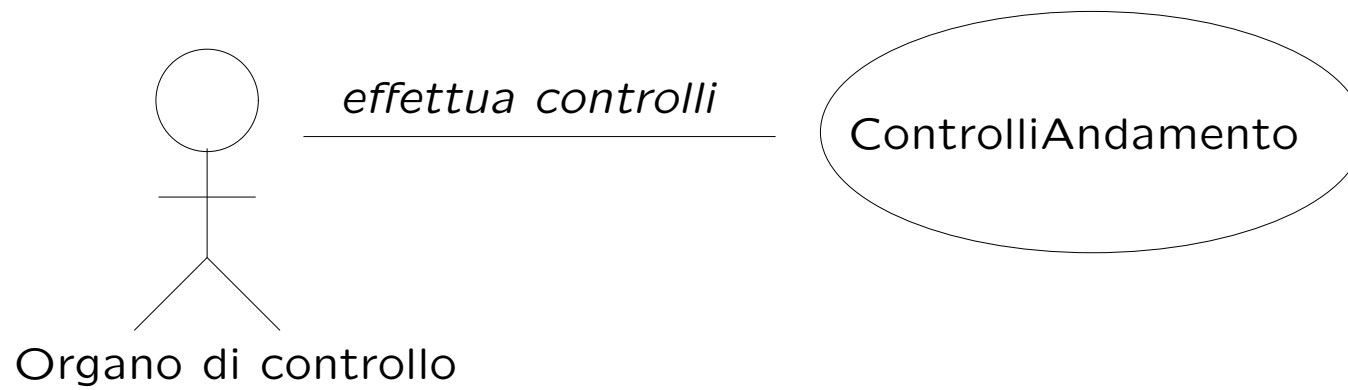 effettua controlli
ControlliAndamento
Organo di controllo